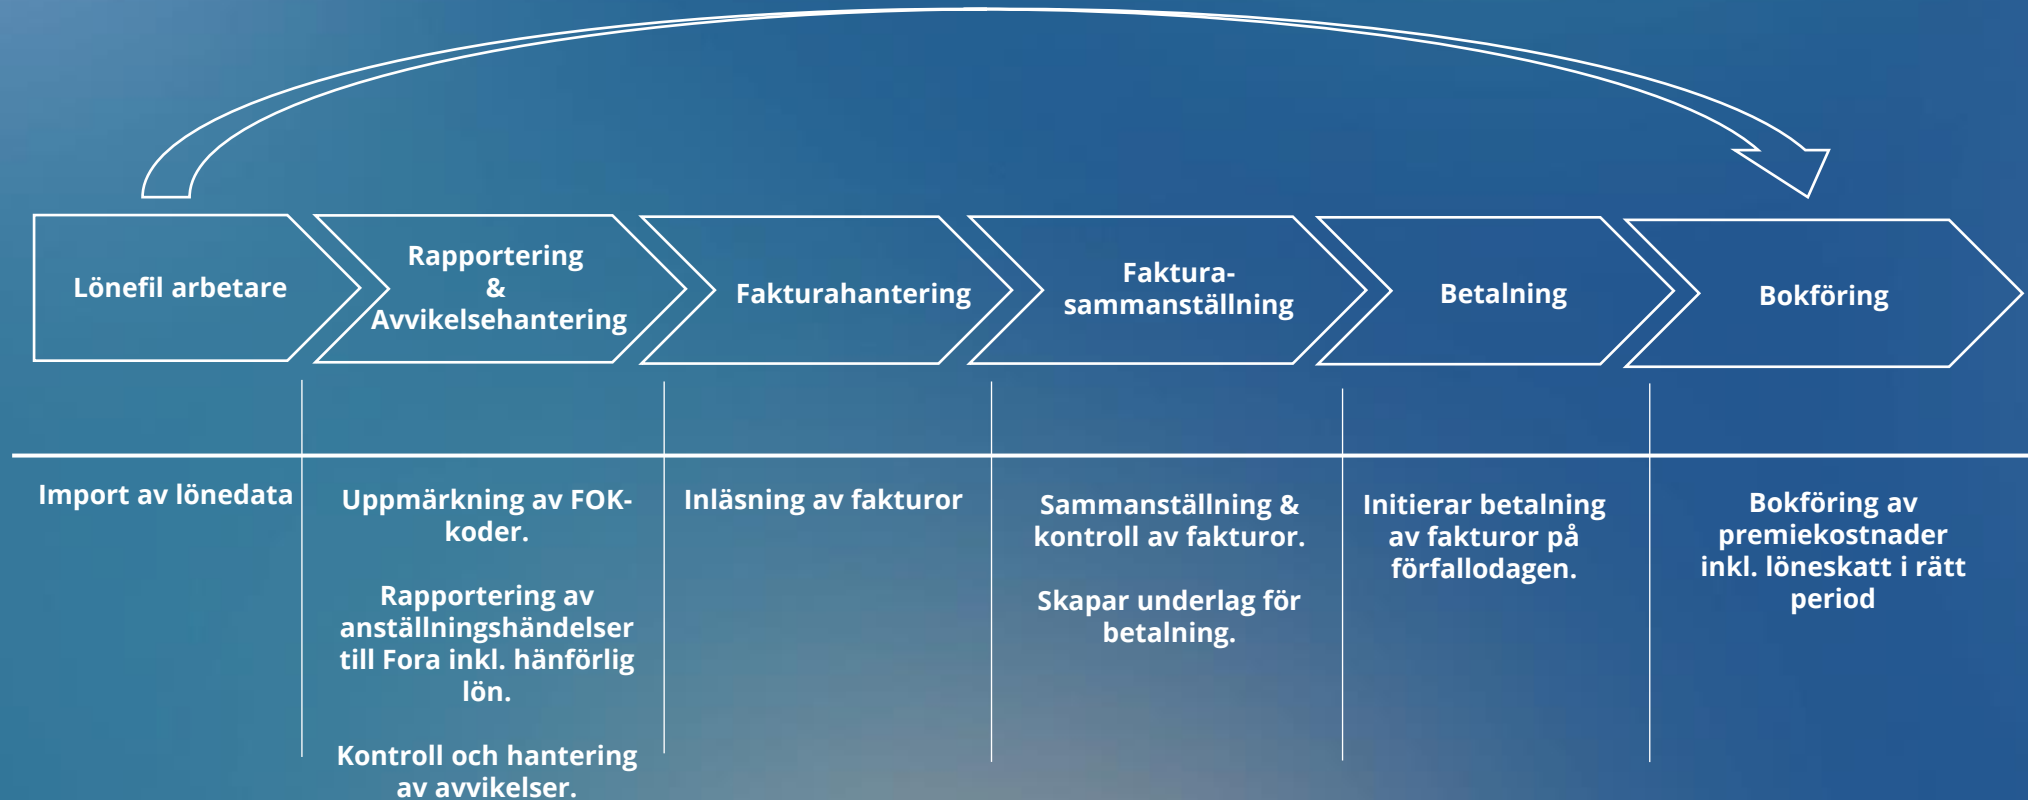 Lönefil arbetare
Rapportering
&
Avvikelsehantering
Fakturahantering
Faktura-
sammanställning
Betalning
Bokföring
Import av lönedata
Uppmärkning av FOK-
koder.
Rapportering av
anställningshändelser
till Fora inkl. hänförlig
lön.
Kontroll och hantering
av avvikelser.
Inläsning av fakturor
Sammanställning &
kontroll av fakturor.
Skapar underlag för
betalning.
Initierar betalning
av fakturor på
förfallodagen.
Bokföring av
premiekostnader
inkl. löneskatt i rätt
period